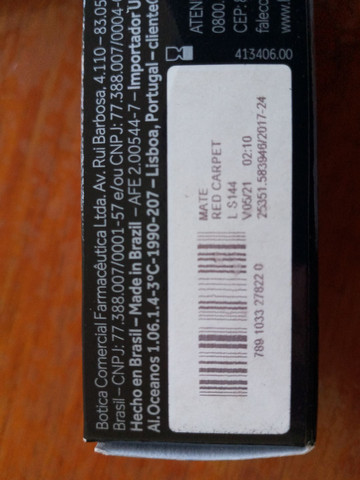 Botica Comercial Farmacêutica Ltda. Av. Rui Barbosa, 4.110 – 83.05
Brasil – CNPJ: 77.388.007/0001-57 e/ou CNPJ: 77.388.007/0004-
Hecho en Brasil – Made in Brazil – AFE 2.00544-7 – Importador
Al.Oceanos 1.06.1.4-3ºC-1990-207 – Lisboa, Portugal – cliente
ATEN
0800.
CEP:
faleco
413406.00
MATE
RED CARPET
L S144
V05/21 02:10
25351.583946/2017-24
789 1033 27822 0